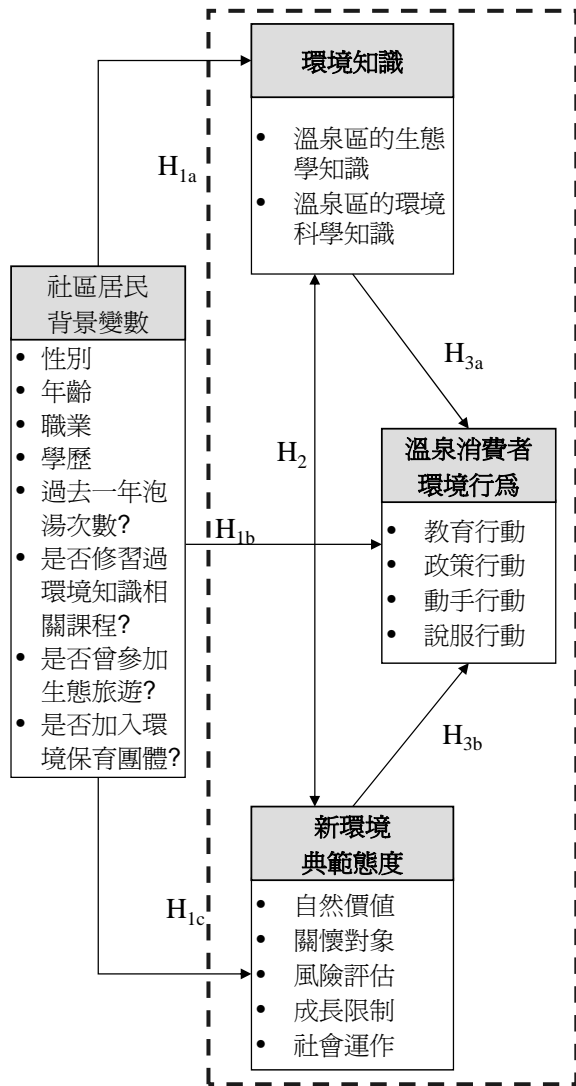 環境知識
• 溫泉區的生態
學知識
• 溫泉區的環境
科學知識
H1a
社區居民
背景變數
• 性別
• 年齡
• 職業
• 學歷
• 過去一年泡
湯次數?
• 是否修習過
環境知識相
關課程?
• 是否曾參加
生態旅遊?
• 是否加入環
境保育團體?
H3a
H2
溫泉消費者
環境行為
• 教育行動
• 政策行動
• 動手行動
• 說服行動
H1b
H3b
新環境
典範態度
• 自然價值
• 關懷對象
• 風險評估
• 成長限制
• 社會運作
H1c